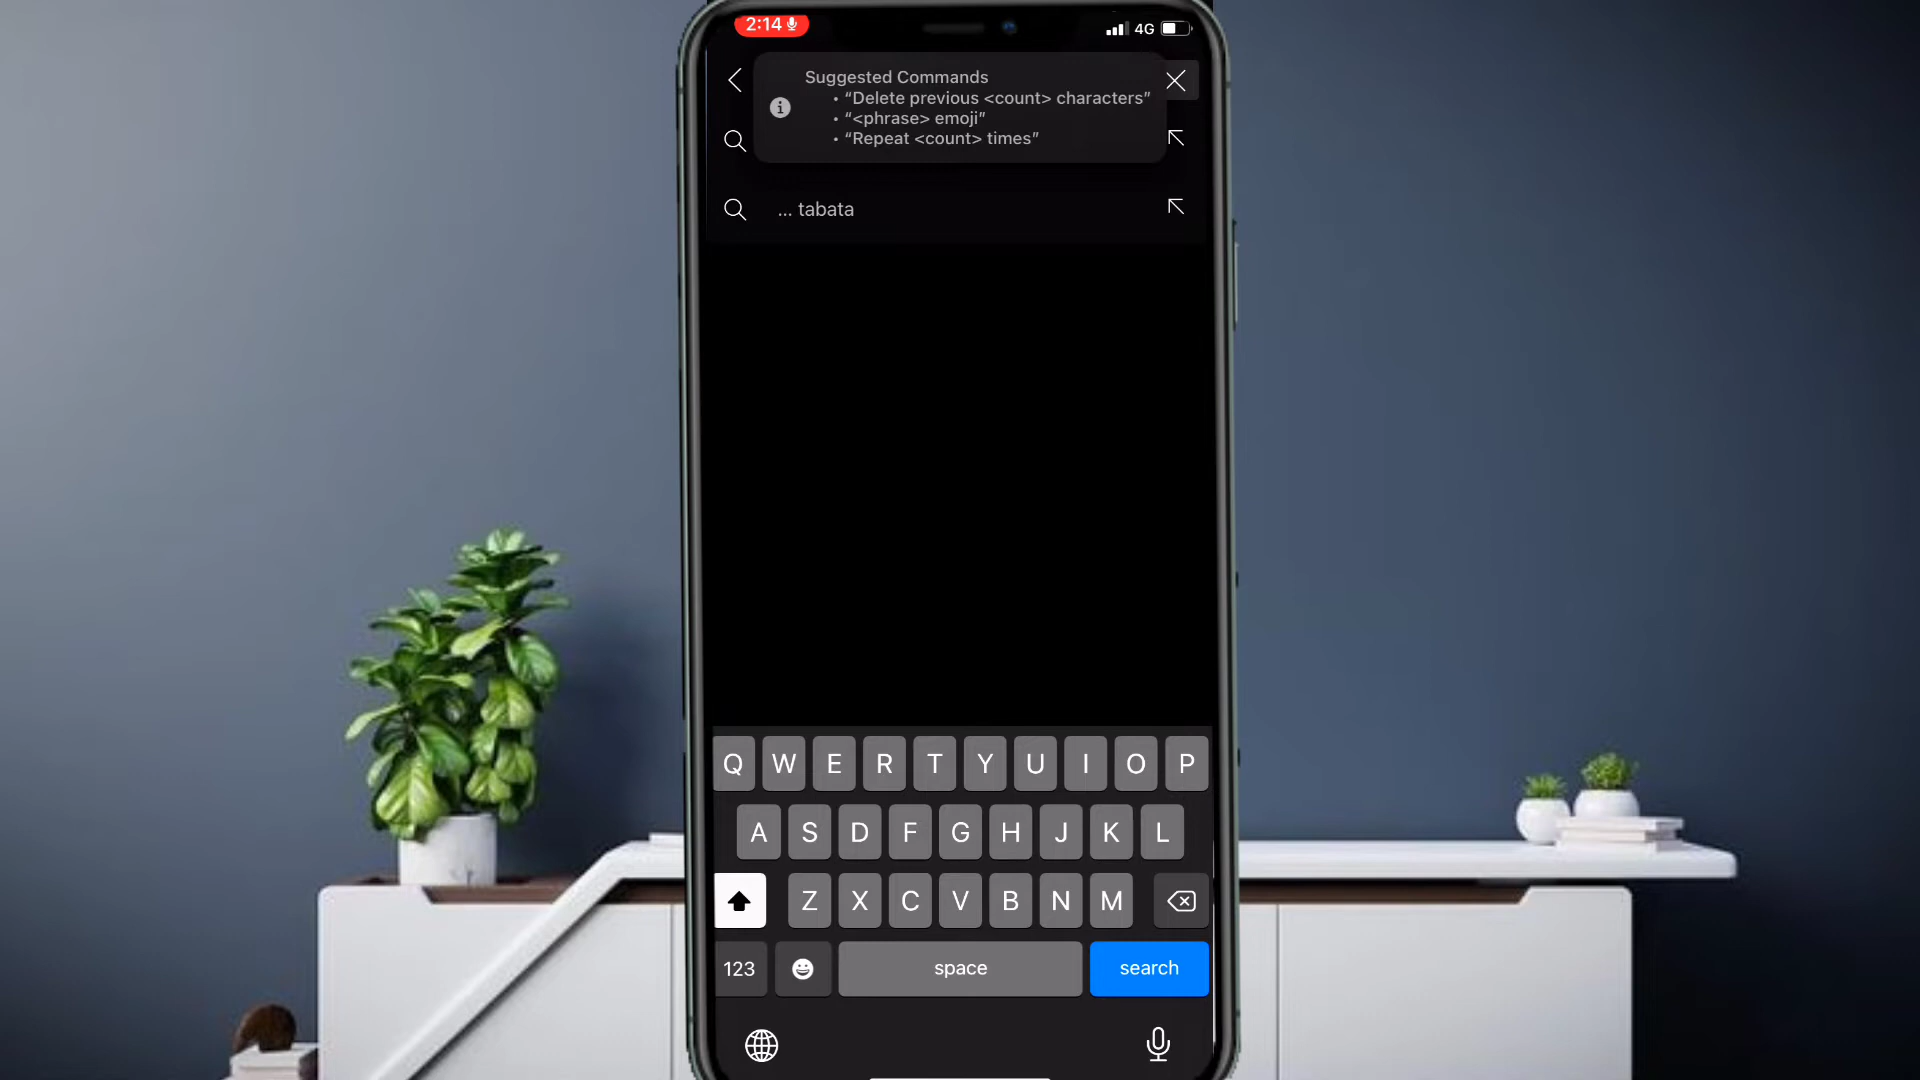 2:14
4G
Suggested Commands
• “Delete previous <count> characters”
• “<phrase> emoji”
• “Repeat <count> times”
... tabata
Q W E R T Y U I O P
A S D F G H J K L
Z X C V B N M
123 space search